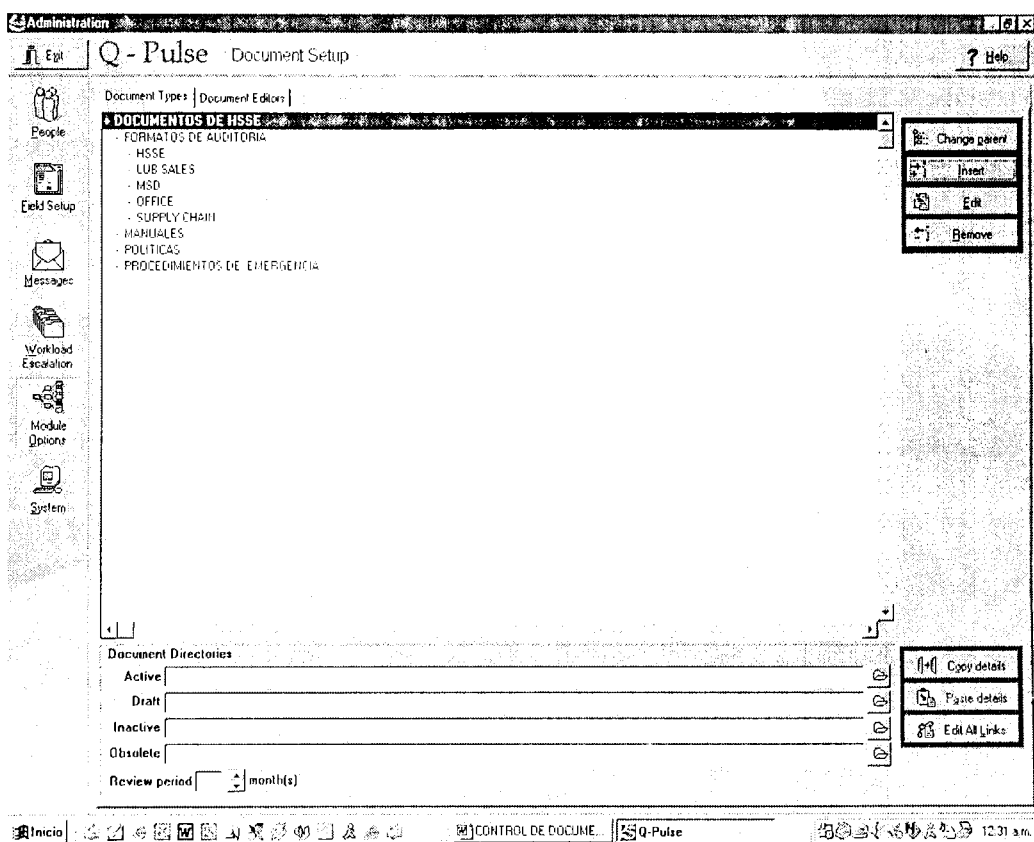 Administration
Exit
Q - Pulse Document Setup
? Help
People
Field Setup
Messages
Workload Escalation
Module Options
System
Document Types
Document Editors
DOCUMENTOS DE HSSE
- FORMATOS DE AUDITORIA
- HSSE
- LUB SALES
- MSD
- OFFICE
- SUPPLY CHAIN
- MANUALES
- POLITICAS
- PROCEDIMIENTOS DE EMERGENCIA
Change parent
Insert
Edit
Remove
Document Directories
Active
Draft
Inactive
Obsolete
Review period month(s)
Copy details
Paste details
Edit All Links
Inicio
CONTROL DE DOCUME...
Q-Pulse
12:31 a.m.